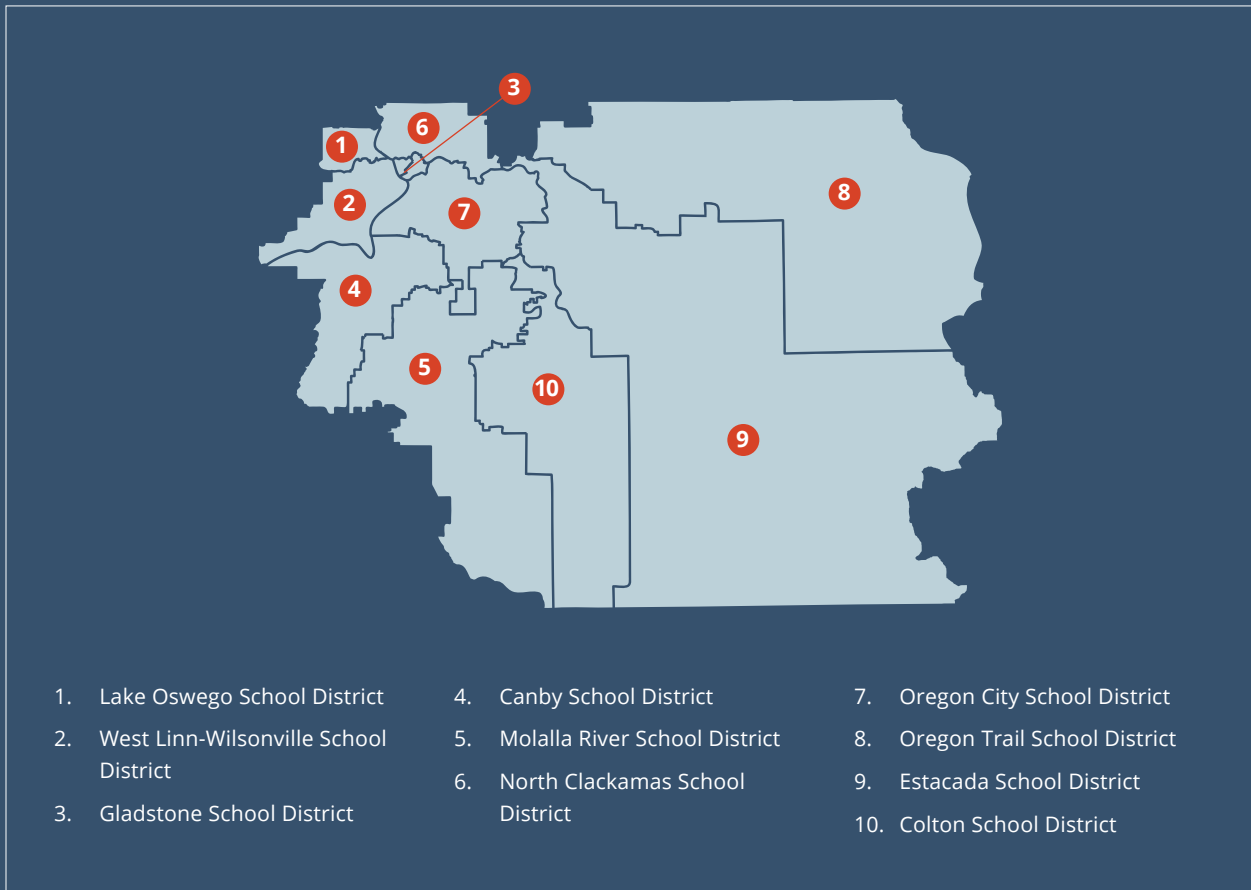 3
6
1
8
2
7
4
5
10
9
1. Lake Oswego School District
2. West Linn-Wilsonville School
District
3. Gladstone School District
4. Canby School District
5. Molalla River School District
6. North Clackamas School
District
7. Oregon City School District
8. Oregon Trail School District
9. Estacada School District
10. Colton School District